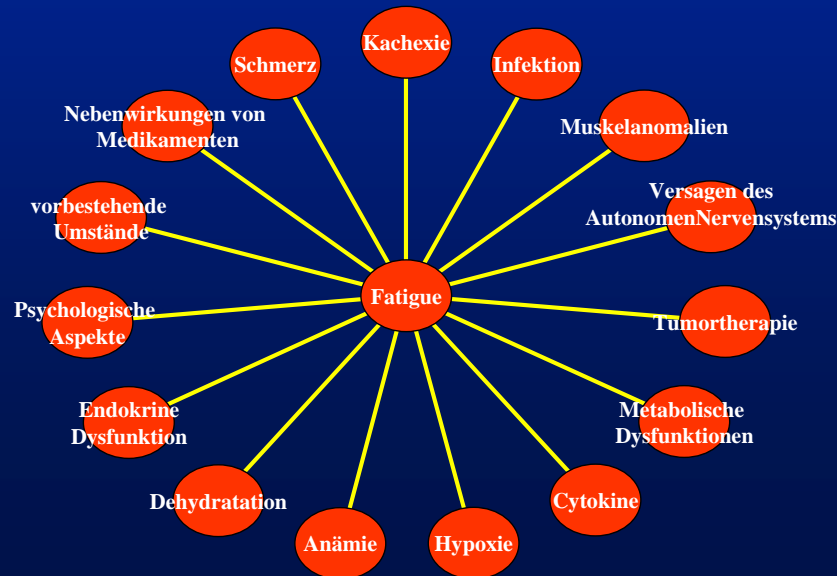 Kachexie
Schmerz
Infektion
Nebenwirkungen von
Medikamenten
Muskelanomalien
vorbestehende
Umstände
Versagen des
AutonomenNervensystems
Fatigue
Psychologische
Aspekte
Tumortherapie
Endokrine
Dysfunktion
Metabolische
Dysfunktionen
Dehydratation
Cytokine
Anämie
Hypoxie